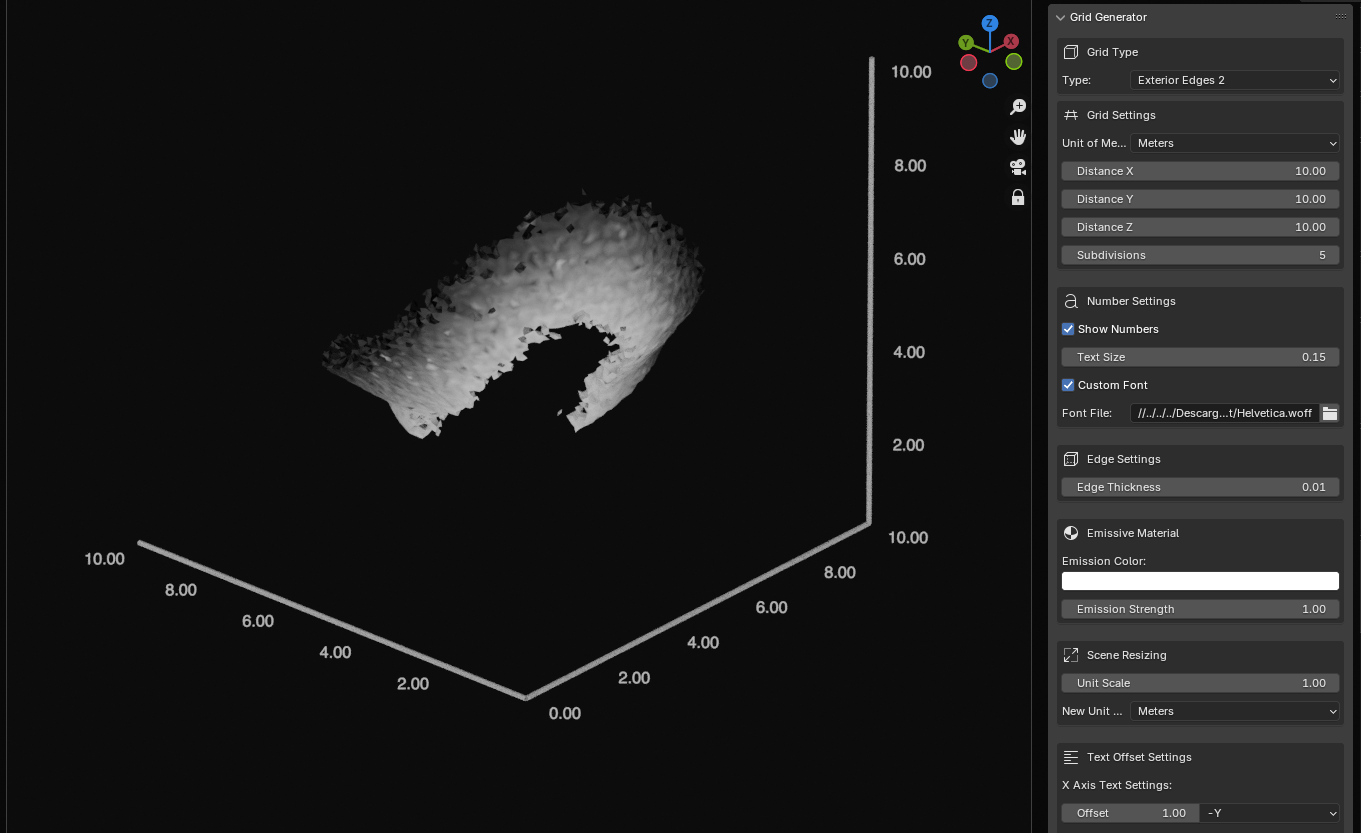 Z
Y
X
10.00
8.00
6.00
4.00
2.00
10.00
8.00
6.00
4.00
2.00
0.00
2.00
4.00
6.00
8.00
10.00
Grid Generator
Grid Type
Type: Exterior Edges 2
Grid Settings
Unit of Me... Meters
Distance X 10.00
Distance Y 10.00
Distance Z 10.00
Subdivisions 5
Number Settings
Show Numbers
Text Size 0.15
Custom Font
Font File: //../../../Descarg...t/Helvetica.woff
Edge Settings
Edge Thickness 0.01
Emissive Material
Emission Color:
Emission Strength 1.00
Scene Resizing
Unit Scale 1.00
New Unit ... Meters
Text Offset Settings
X Axis Text Settings:
Offset 1.00 -Y